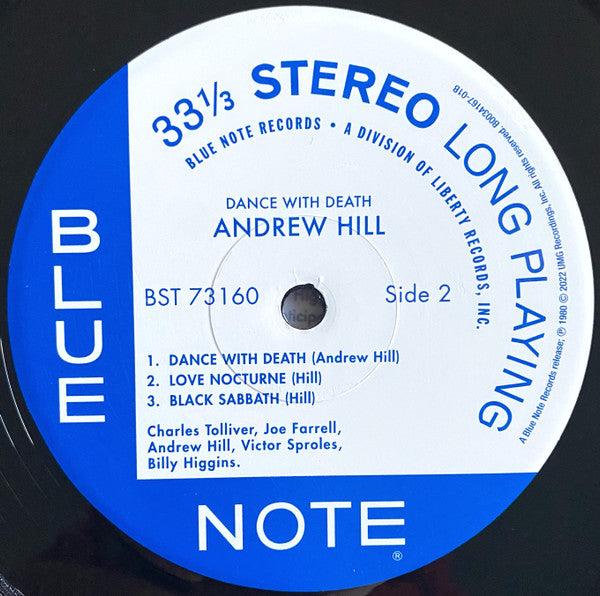 33⅓ STEREO LONG PLAYING
BLUE NOTE RECORDS • A DIVISION OF LIBERTY RECORDS, INC.
DANCE WITH DEATH
ANDREW HILL
BST 73160
Side 2
1. DANCE WITH DEATH (Andrew Hill)
2. LOVE NOCTURNE (Hill)
3. BLACK SABBATH (Hill)
Charles Tolliver, Joe Farrell,
Andrew Hill, Victor Sproles,
Billy Higgins.
BLUE
NOTE®
A Blue Note Records release; ℗ 1980 © 2022 UMG Recordings, Inc. All rights reserved. B0034167-01B